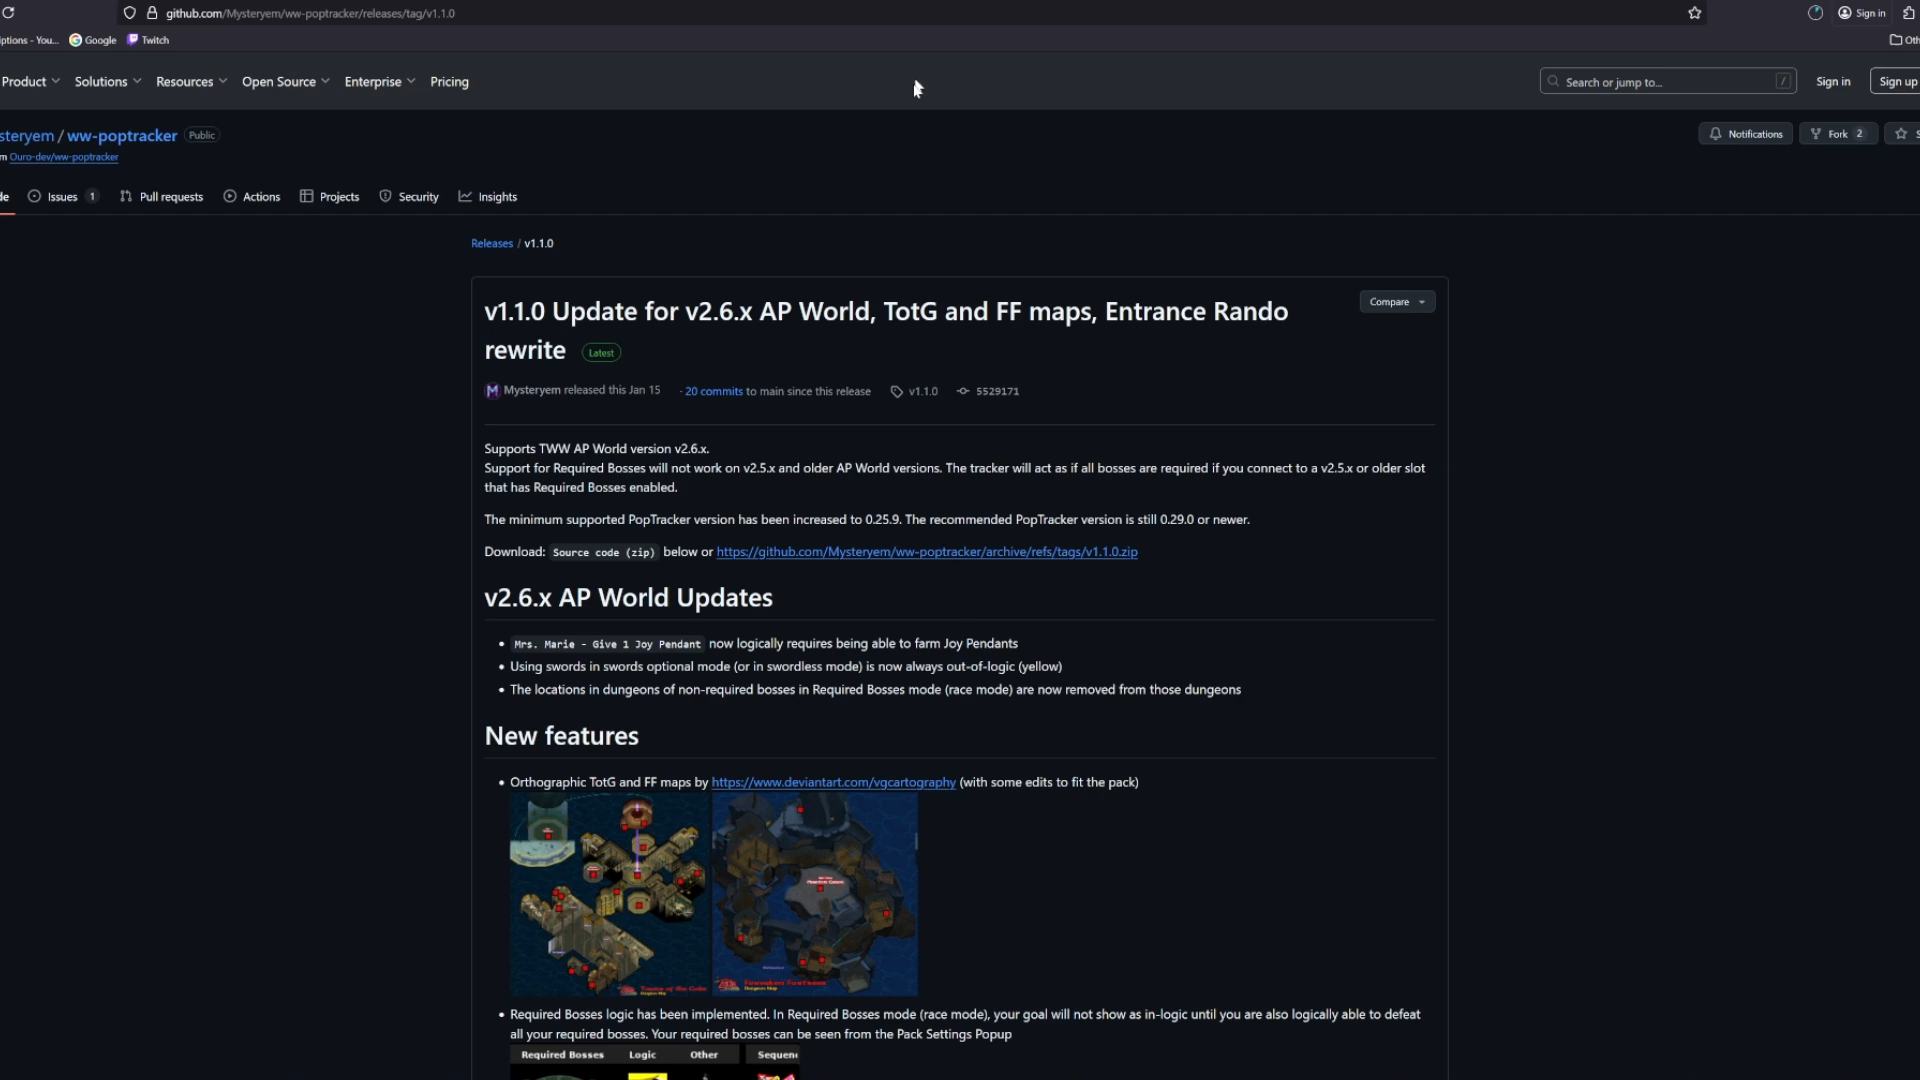 github.com/Mysteryem/ww-poptracker/releases/tag/v1.1.0
Sign in
iptions - You...
Google
Twitch
Oth
Product
Solutions
Resources
Open Source
Enterprise
Pricing
Search or jump to...
/
Sign in
Sign up
steryem / ww-poptracker
Public
Notifications
Fork 2
S
m Ouro-dev/ww-poptracker
de
Issues 1
Pull requests
Actions
Projects
Security
Insights
Releases / v1.1.0
v1.1.0 Update for v2.6.x AP World, TotG and FF maps, Entrance Rando
rewrite Latest
Compare
Mysteryem released this Jan 15 · 20 commits to main since this release v1.1.0 5529171
Supports TWW AP World version v2.6.x.
Support for Required Bosses will not work on v2.5.x and older AP World versions. The tracker will act as if all bosses are required if you connect to a v2.5.x or older slot
that has Required Bosses enabled.
The minimum supported PopTracker version has been increased to 0.25.9. The recommended PopTracker version is still 0.29.0 or newer.
Download: Source code (zip) below or https://github.com/Mysteryem/ww-poptracker/archive/refs/tags/v1.1.0.zip
v2.6.x AP World Updates
• Mrs. Marie - Give 1 Joy Pendant now logically requires being able to farm Joy Pendants
• Using swords in swords optional mode (or in swordless mode) is now always out-of-logic (yellow)
• The locations in dungeons of non-required bosses in Required Bosses mode (race mode) are now removed from those dungeons
New features
• Orthographic TotG and FF maps by https://www.deviantart.com/vgcartography (with some edits to fit the pack)
Tower of the Gods
Dungeon Map
Forsaken Fortress
Dungeon Map
• Required Bosses logic has been implemented. In Required Bosses mode (race mode), your goal will not show as in-logic until you are also logically able to defeat
all your required bosses. Your required bosses can be seen from the Pack Settings Popup
Required Bosses
Logic
Other
Sequen